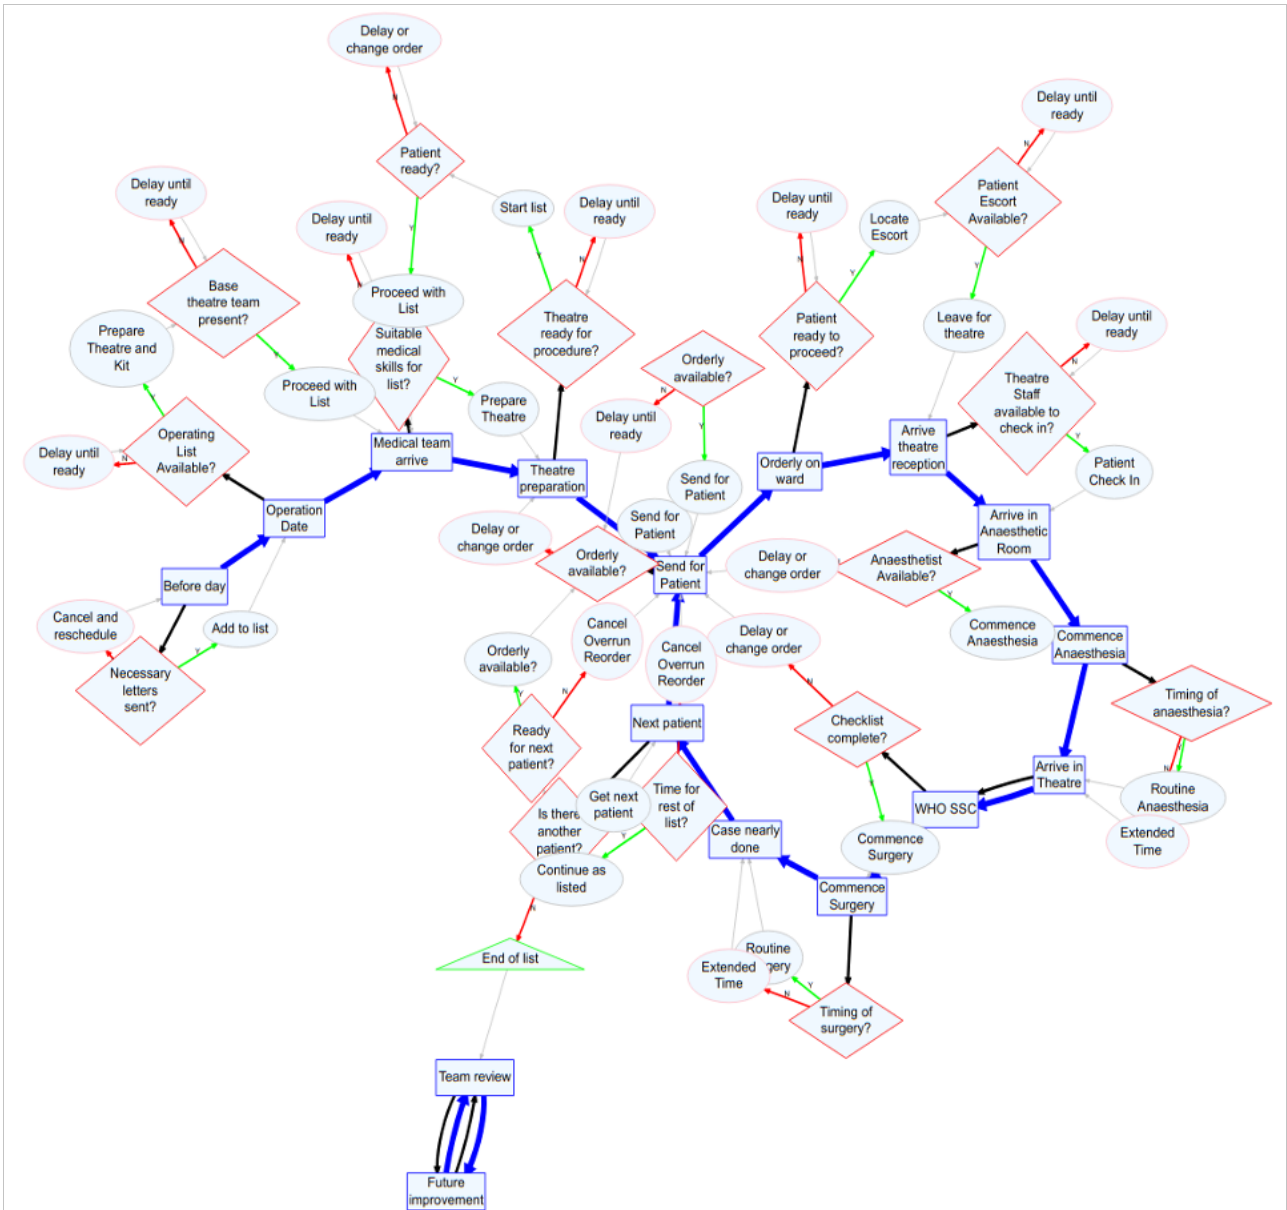 Delay or
change order
N
Patient
ready?
Delay until
ready
N
Patient
Escort
Available?
Delay until
ready
N
Base
theatre team
present?
Delay until
ready
N
Start list
Delay until
ready
N
Y
Delay until
ready
N
Locate
Escort
Y
Y
Y
Proceed with
List
Suitable
medical
skills for
list?
Theatre
ready for
procedure?
Patient
ready to
proceed?
Leave for
theatre
Delay until
ready
N
Prepare
Theatre and
Kit
Y
Proceed with
List
Y
Prepare
Theatre
Y
Orderly
available?
N
Y
Theatre
Staff
available to
check in?
Y
Operating
List
Available?
Delay until
ready
N
Medical team
arrive
Delay until
ready
Arrive
theatre
reception
Theatre
preparation
Orderly on
ward
Patient
Check In
Send for
Patient
Operation
Date
Delay or
change order
Send for
Patient
Arrive in
Anaesthetic
Room
Orderly
available?
Send for
Patient
Delay or
change order
Anaesthetist
Available?
Y
Before day
Cancel and
reschedule
Add to list
Y
Necessary
letters
sent?
Orderly
available?
Y
N
Cancel
Overrun
Reorder
Cancel
Overrun
Reorder
Delay or
change order
N
Commence
Anaesthesia
Commence
Anaesthesia
Timing of
anaesthesia?
N
Ready
for next
patient?
Next patient
Checklist
complete?
Y
Arrive in
Theatre
Routine
Anaesthesia
Extended
Time
WHO SSC
Is there
another
patient?
Get next
patient
Time for
rest of
list?
Y
Case nearly
done
Commence
Surgery
Continue as
listed
N
Commence
Surgery
End of list
Routine
Extended
Time
Y
N
Timing of
surgery?
Team review
Future
improvement